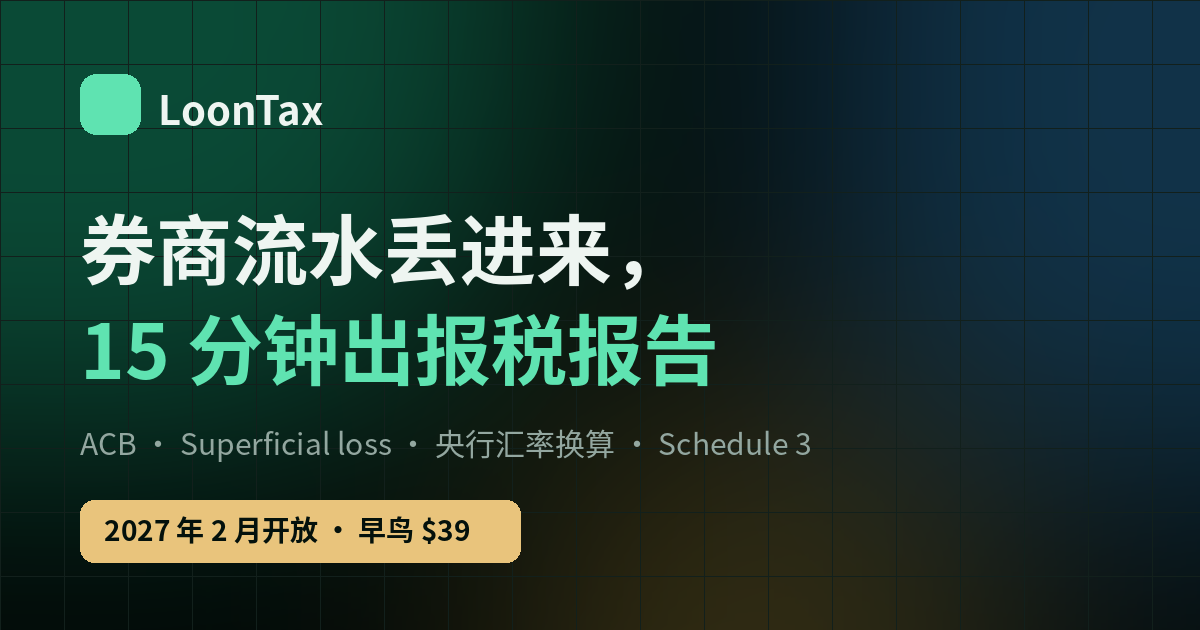 LoonTax
券商流水丢进来，
15 分钟出报税报告
ACB · Superficial loss · 央行汇率换算 · Schedule 3
2027 年 2 月开放 · 早鸟 $39